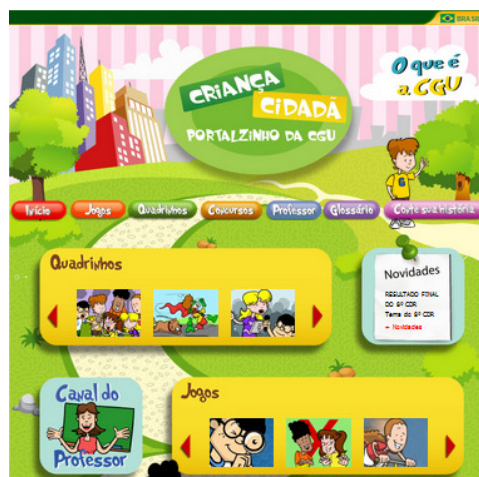 BRASIL
O que é
a CGU
CRIANÇA
CIDADÃ
PORTALZINHO DA CGU
Início
Jogos
Quadrinhos
Concursos
Professor
Glossário
Conte sua história
Quadrinhos
Novidades
RESULTADO FINAL
DO 6º CDR
Tema do 6º CDR
+ Novidades
Canal do
Professor
Jogos